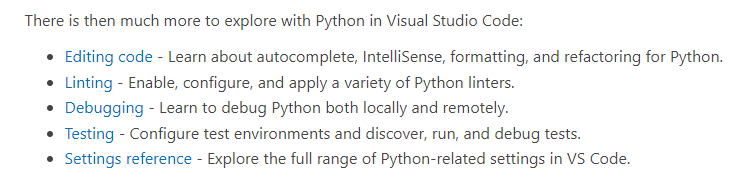 There is then much more to explore with Python in Visual Studio Code:
• Editing code - Learn about autocomplete, IntelliSense, formatting, and refactoring for Python.
• Linting - Enable, configure, and apply a variety of Python linters.
• Debugging - Learn to debug Python both locally and remotely.
• Testing - Configure test environments and discover, run, and debug tests.
• Settings reference - Explore the full range of Python-related settings in VS Code.